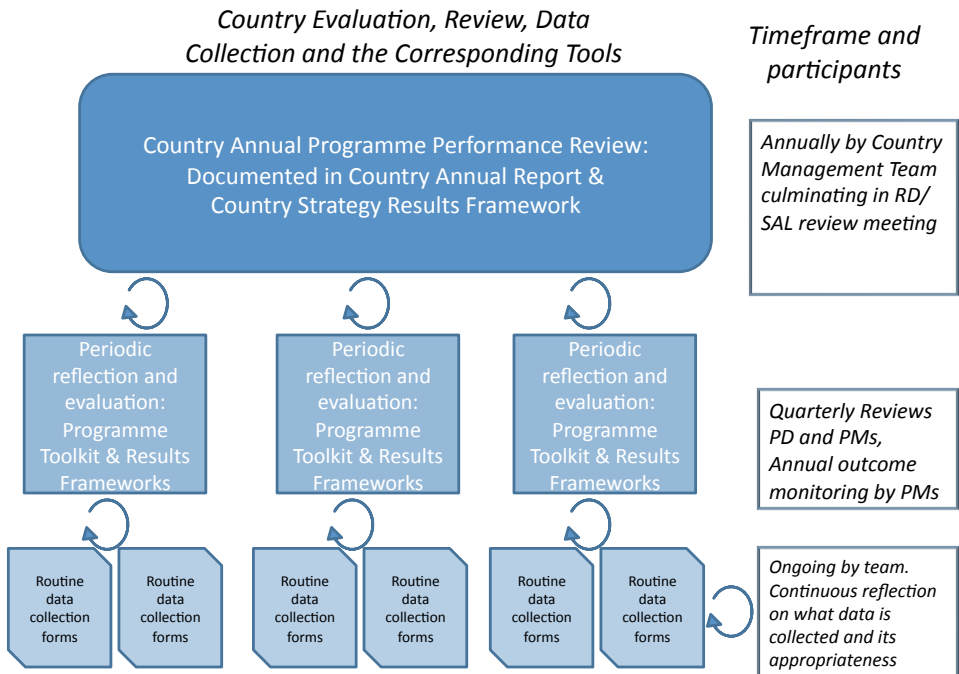 Country Evaluation, Review, Data
Collection and the Corresponding Tools
Timeframe and
participants
Country Annual Programme Performance Review:
Documented in Country Annual Report &
Country Strategy Results Framework
Annually by Country
Management Team
culminating in RD/
SAL review meeting
Periodic
reflection and
evaluation:
Programme
Toolkit & Results
Frameworks
Periodic
reflection and
evaluation:
Programme
Toolkit & Results
Frameworks
Periodic
reflection and
evaluation:
Programme
Toolkit & Results
Frameworks
Quarterly Reviews
PD and PMs,
Annual outcome
monitoring by PMs
Routine
data
collection
forms
Routine
data
collection
forms
Routine
data
collection
forms
Routine
data
collection
forms
Routine
data
collection
forms
Routine
data
collection
forms
Ongoing by team.
Continuous reflection
on what data is
collected and its
appropriateness